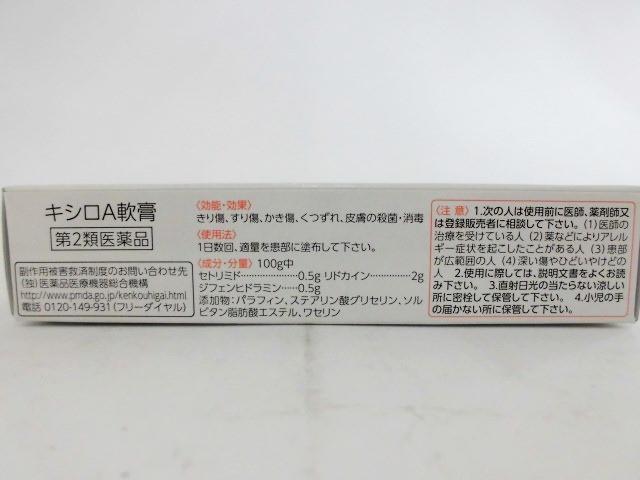 キシロA軟膏
第2類医薬品
副作用被害救済制度のお問い合わせ先
(独)医薬品医療機器総合機構
http://www.pmda.go.jp/kenkouhigai.html
電話 0120-149-931(フリーダイヤル)
〈効能・効果〉
きり傷、すり傷、かき傷、くつずれ、皮膚の殺菌・消毒
〈使用法〉
1日数回、適量を患部に塗布して下さい。
〈成分・分量〉 100g中
セトリミド…………………0.5g リドカイン……………2g
ジフェンヒドラミン……0.5g
添加物:パラフィン、ステアリン酸グリセリン、ソル
ビタン脂肪酸エステル、ワセリン
〈注 意〉 1.次の人は使用前に医師、薬剤師又
は登録販売者に相談して下さい。(1)医師の
治療を受けている人 (2)薬などによりアレル
ギー症状を起こしたことがある人 (3)患部
が広範囲の人 (4)深い傷やひどいやけどの
人 2.使用に際しては、説明文書をよくお読
み下さい。 3.直射日光の当たらない涼しい
所に密栓して保管して下さい。 4.小児の手
の届かない所に保管して下さい。